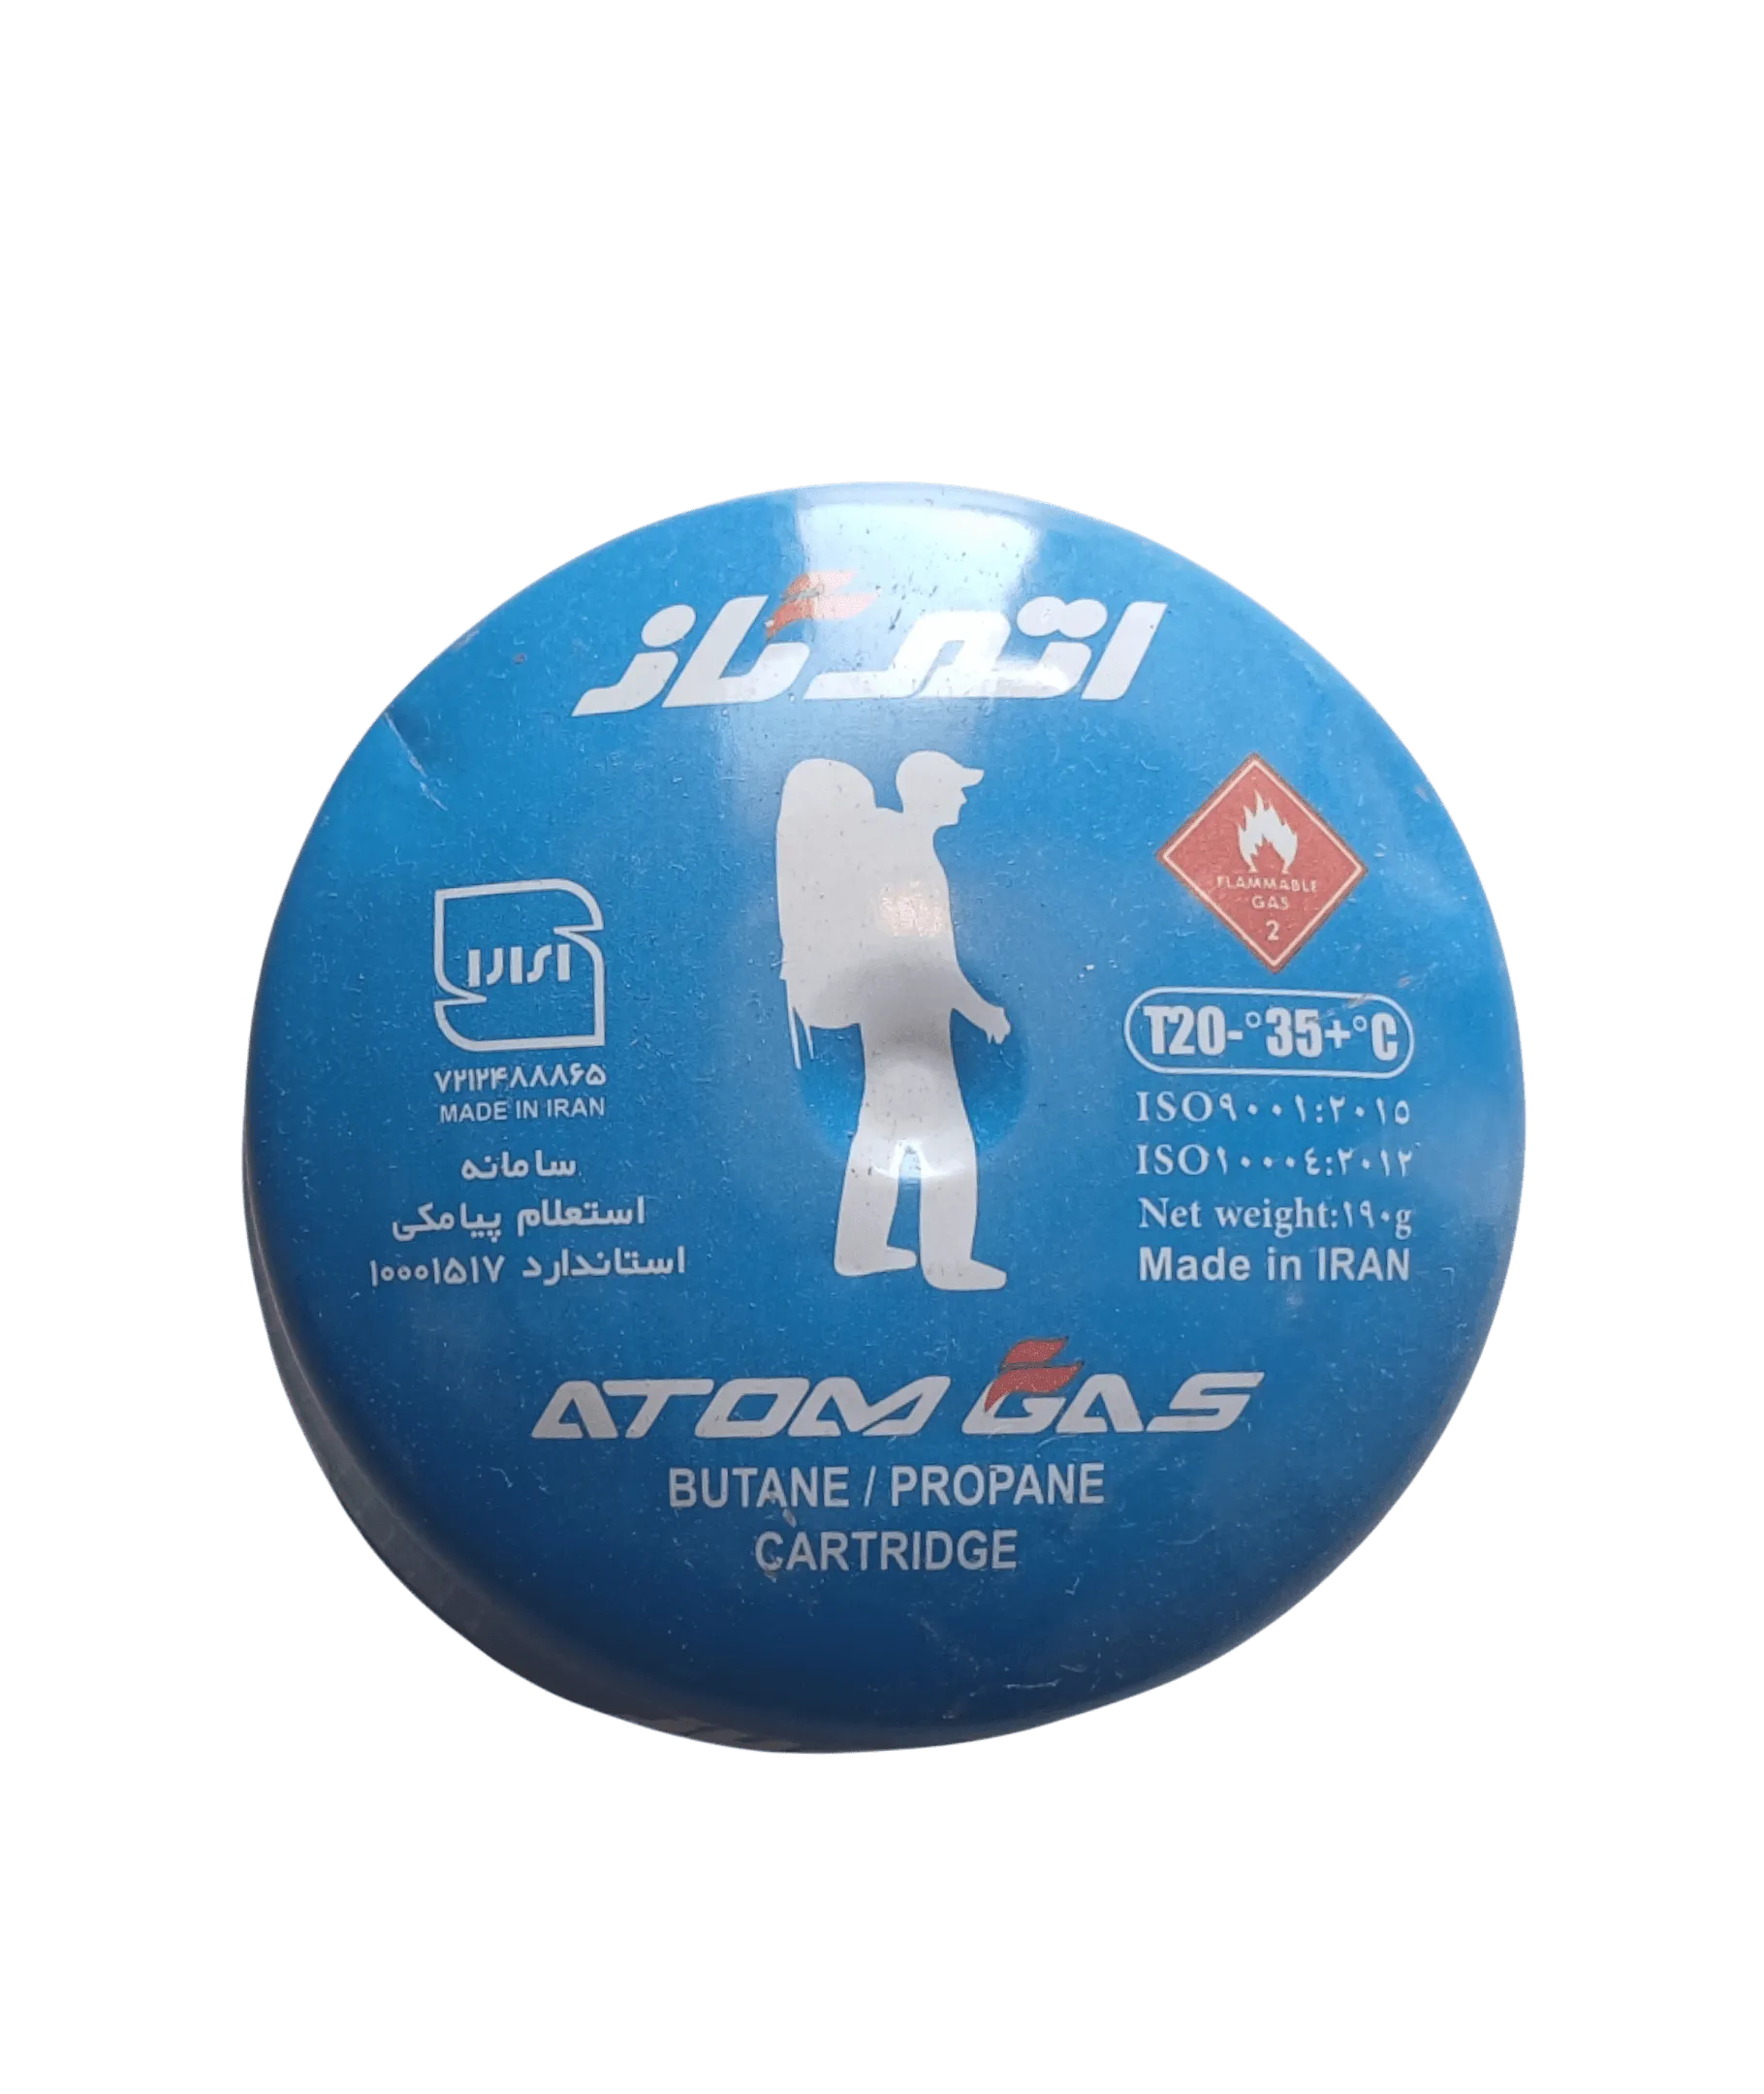 اتم گاز
FLAMMABLE
GAS
2
۷۲۱۲۴۸۸۸۶۵
MADE IN IRAN
سامانه
استعلام پیامکی
استاندارد ۱۰۰۰۱۵۱۷
T20-°35+°C
ISO۹۰۰۱:۲۰۱۵
ISO۱۰۰۰٤:۲۰۱۲
Net weight:۱۹۰g
Made in IRAN
ATOM GAS
BUTANE / PROPANE
CARTRIDGE